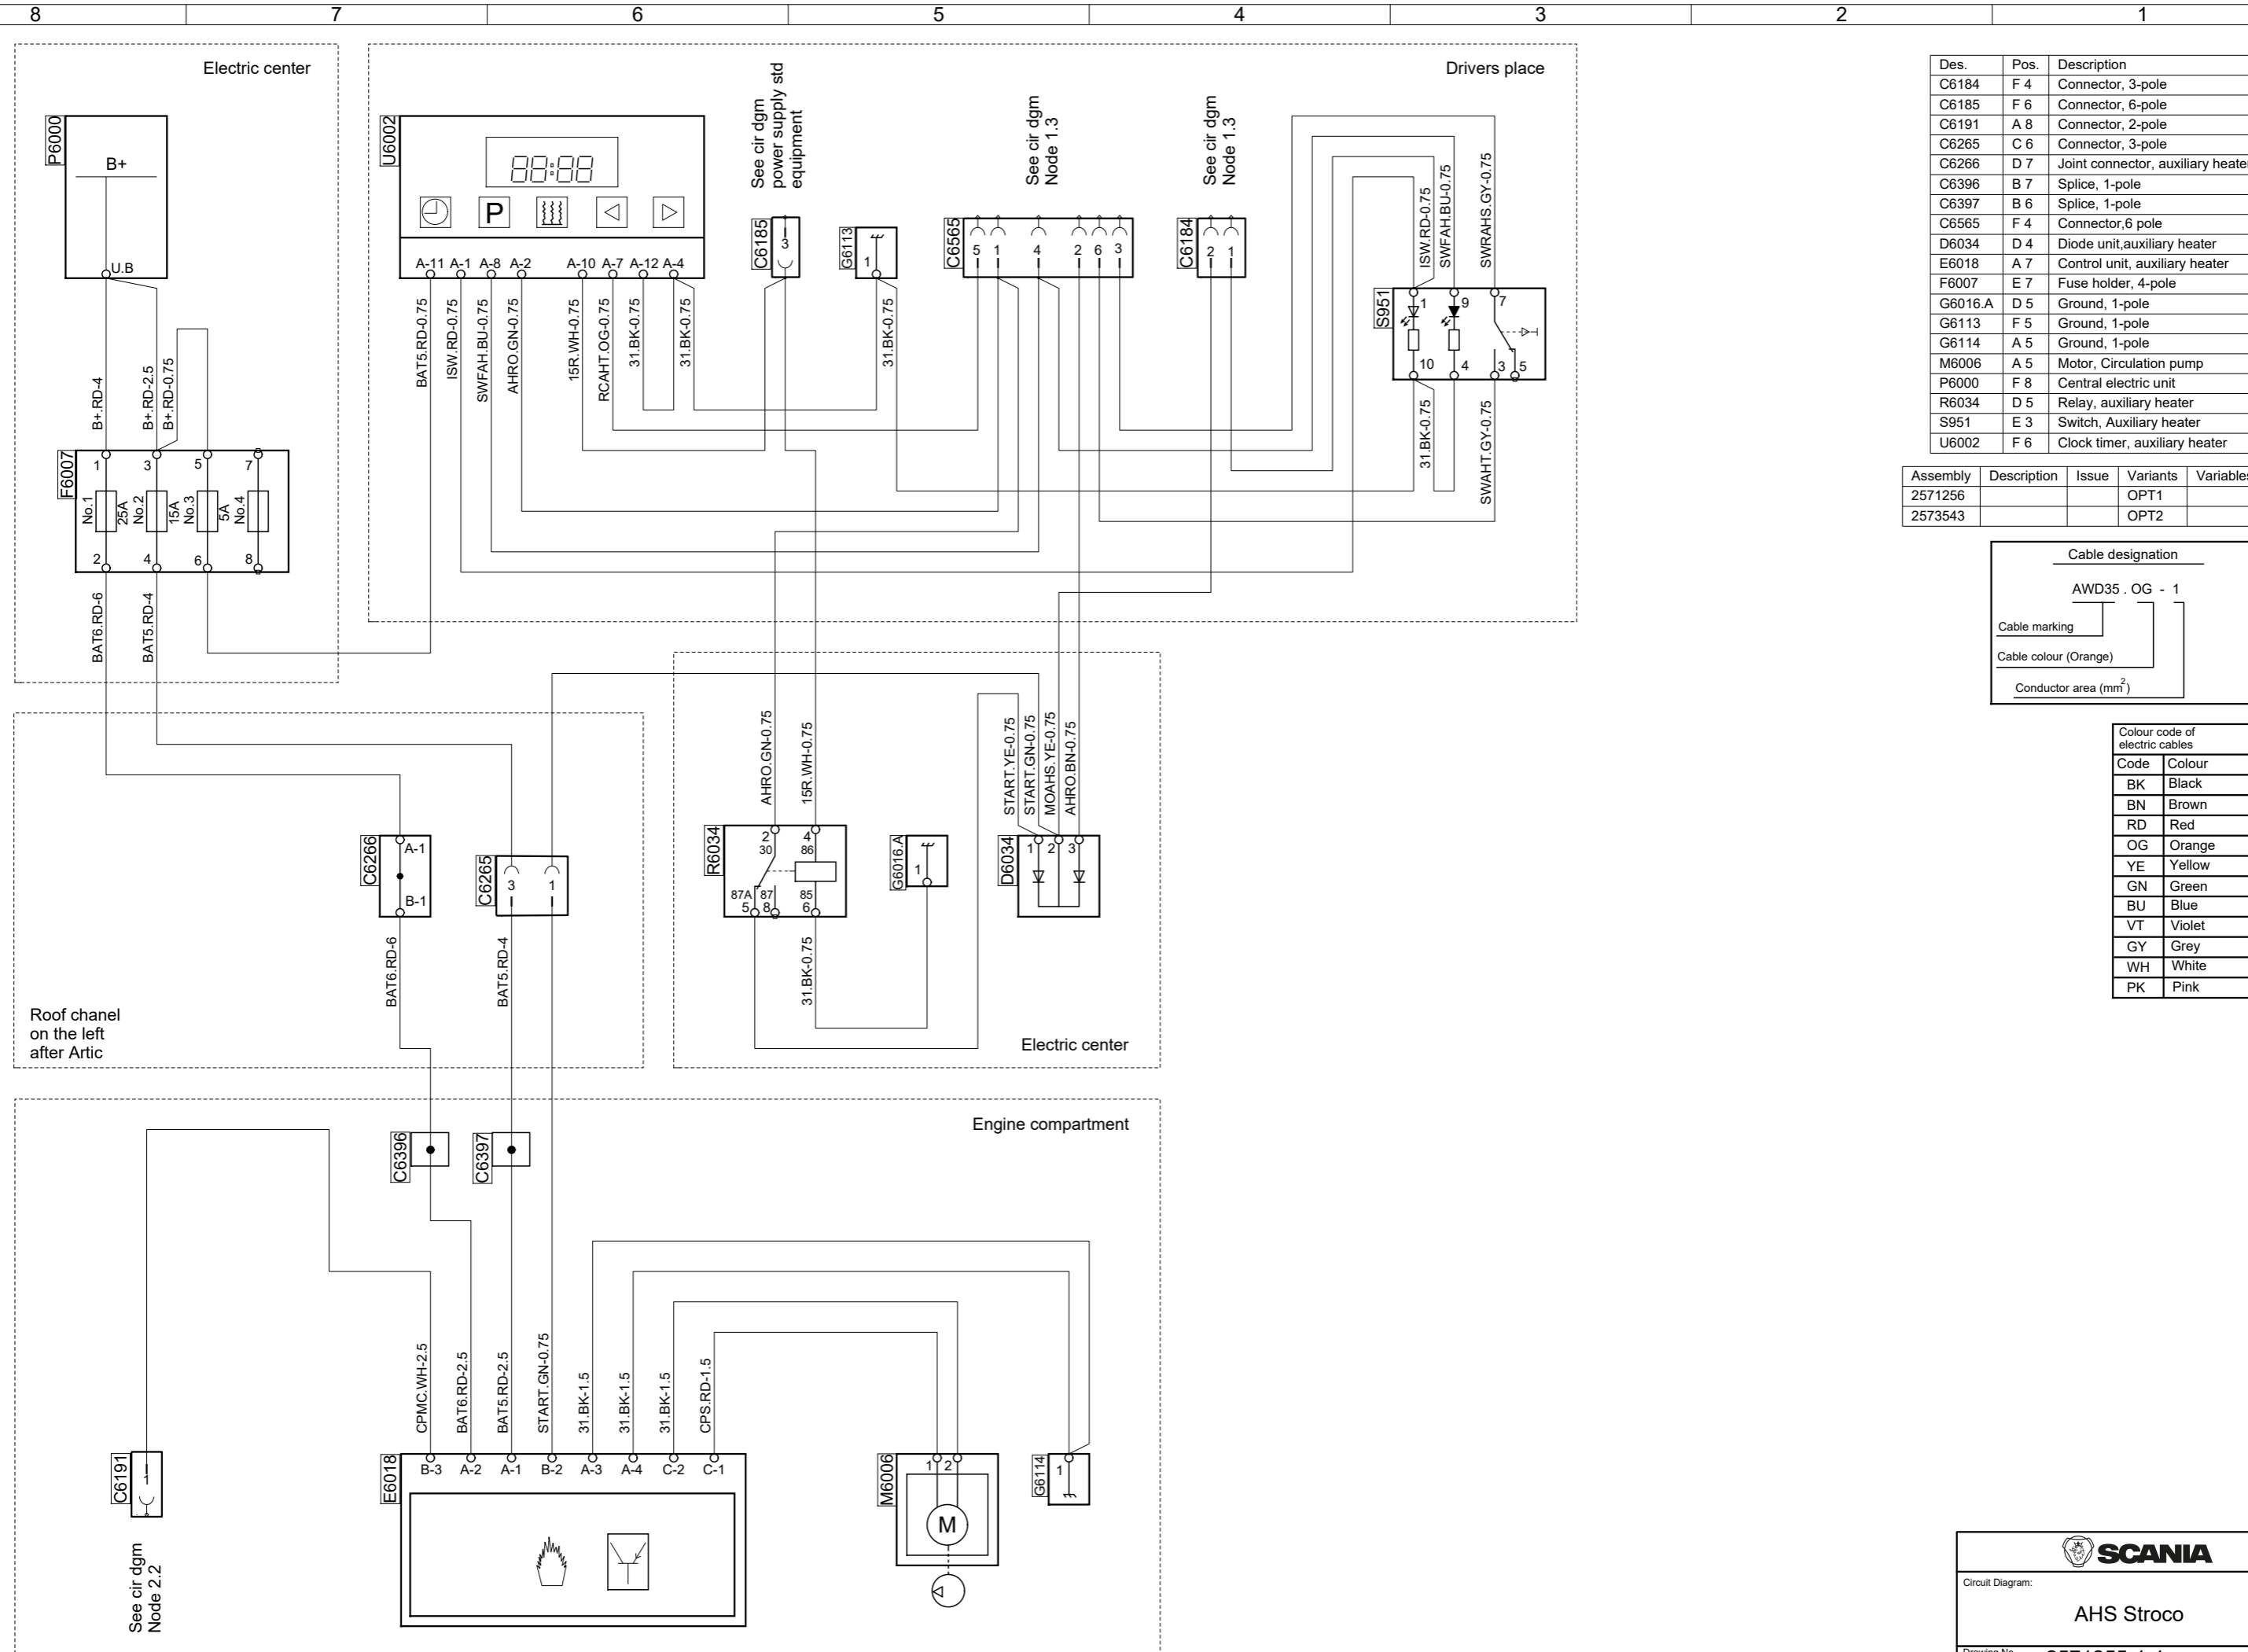 8 7 6 5 4 3 2 1
Electric center
P6000
B+
U.B
B+.RD-4
B+.RD-2.5
B+.RD-0.75
F6007
1 3 5 7
No.1 25A No.2 15A No.3 5A No.4
2 4 6 8
BAT6.RD-6
BAT5.RD-4
Drivers place
U6002
88:88
P
A-11 A-1 A-8 A-2 A-10 A-7 A-12 A-4
BAT5.RD-0.75
ISW.RD-0.75
SWFAH.BU-0.75
AHRO.GN-0.75
15R.WH-0.75
RCAHT.OG-0.75
31.BK-0.75
31.BK-0.75
See cir dgm
power supply std
equipment
C6185
3
G6113
1
31.BK-0.75
See cir dgm
Node 1.3
C6565
5 1 4 2 6 3
See cir dgm
Node 1.3
C6184
2 1
ISW.RD-0.75
SWFAH.BU-0.75
SWRAHS.GY-0.75
S951
1 9 7
10 4 3 5
31.BK-0.75
SWAHT.GY-0.75
Roof chanel
on the left
after Artic
C6266
A-1
B-1
BAT6.RD-6
C6265
3 1
BAT5.RD-4
Electric center
AHRO.GN-0.75
15R.WH-0.75
R6034
2 4
30 86
87A 87 85
5 8 6
31.BK-0.75
G6016.A
1
START.YE-0.75
START.GN-0.75
MOAHS.YE-0.75
AHRO.BN-0.75
D6034
1 2 3
Engine compartment
C6396
C6397
CPMC.WH-2.5
BAT6.RD-2.5
BAT5.RD-2.5
START.GN-0.75
31.BK-1.5
31.BK-1.5
31.BK-1.5
CPS.RD-1.5
C6191
1
See cir dgm
Node 2.2
E6018
B-3 A-2 A-1 B-2 A-3 A-4 C-2 C-1
M6006
1 2
M
G6114
1
Des. Pos. Description
C6184 F 4 Connector, 3-pole
C6185 F 6 Connector, 6-pole
C6191 A 8 Connector, 2-pole
C6265 C 6 Connector, 3-pole
C6266 D 7 Joint connector, auxiliary heater
C6396 B 7 Splice, 1-pole
C6397 B 6 Splice, 1-pole
C6565 F 4 Connector,6 pole
D6034 D 4 Diode unit,auxiliary heater
E6018 A 7 Control unit, auxiliary heater
F6007 E 7 Fuse holder, 4-pole
G6016.A D 5 Ground, 1-pole
G6113 F 5 Ground, 1-pole
G6114 A 5 Ground, 1-pole
M6006 A 5 Motor, Circulation pump
P6000 F 8 Central electric unit
R6034 D 5 Relay, auxiliary heater
S951 E 3 Switch, Auxiliary heater
U6002 F 6 Clock timer, auxiliary heater
Assembly Description Issue Variants Variables
2571256 OPT1
2573543 OPT2
Cable designation
AWD35 . OG - 1
Cable marking
Cable colour (Orange)
Conductor area (mm2)
Colour code of
electric cables
Code Colour
BK Black
BN Brown
RD Red
OG Orange
YE Yellow
GN Green
BU Blue
VT Violet
GY Grey
WH White
PK Pink
SCANIA
Circuit Diagram:
AHS Stroco